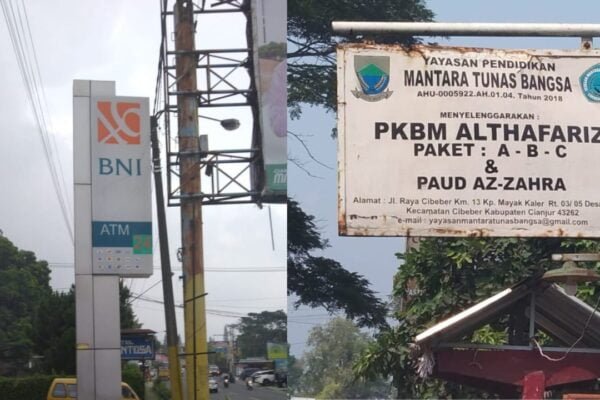 BNI
ATM
YAYASAN PENDIDIKAN
MANTARA TUNAS BANGSA
AHU-0005922.AH.01.04. Tahun 2018
MENYELENGGARAKAN :
PKBM ALTHAFARIZ
PAKET : A - B - C
&
PAUD AZ-ZAHRA
Alamat : Jl. Raya Cibeber Km. 13 Kp. Mayak Kaler Rt. 03/ 05 Desa
Kecamatan Cibeber Kabupaten Cianjur 43262
e-mail : yayasanmantaratunasbangsa@gmail.com